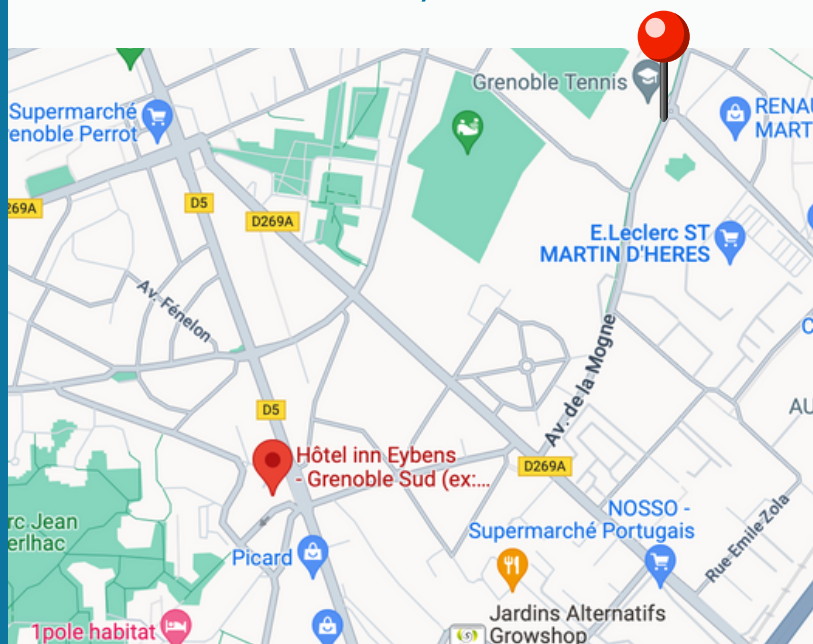 Grenoble Tennis
Supermarché
enoble Perrot
RENAU
MART
269A
D5
D269A
E.Leclerc ST
MARTIN D'HERES
Av. Fénelon
Av. de la Mogne
D5
AU
Hôtel inn Eybens
- Grenoble Sud (ex:...
D269A
NOSSO -
Supermarché Portugais
rc Jean
erlhac
Picard
Rue Emile Zola
1pole habitat
Jardins Alternatifs
Growshop